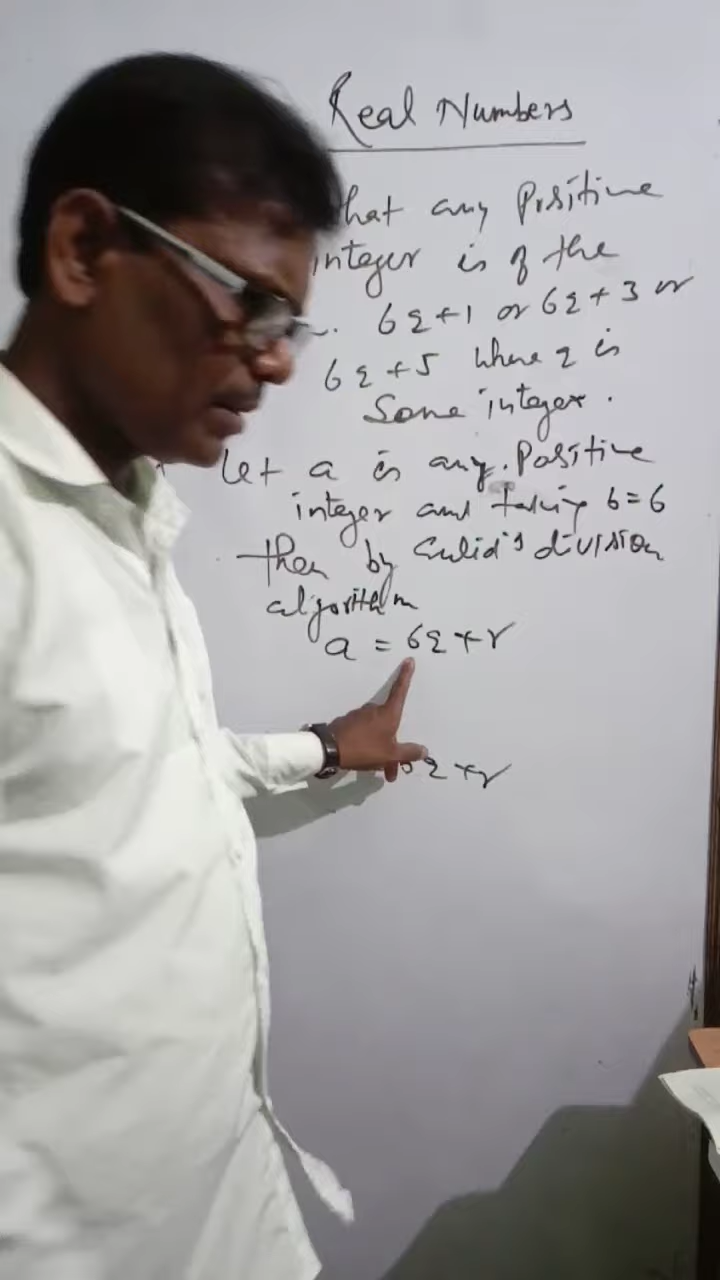 Real Numbers
that any Positive
integer is of the
6q+1 or 6q+3 or
6q+5 where q is
Some integer.
let a is any Positive
integer and taking b=6
then by Eulid's division
algorithm
a = 6q+r
6q+r